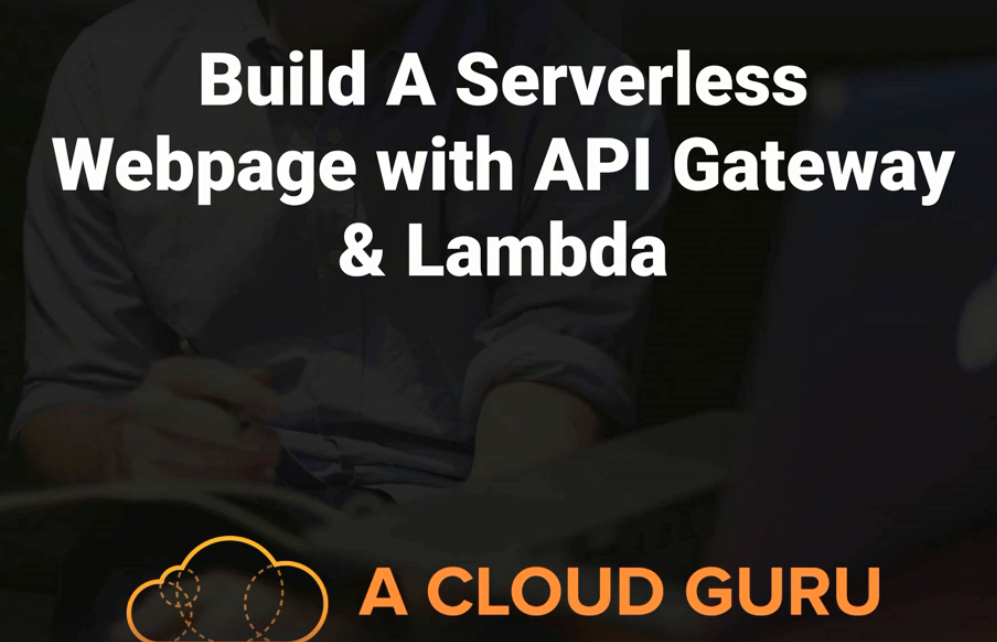 Build A Serverless
Webpage with API Gateway
& Lambda
A CLOUD GURU